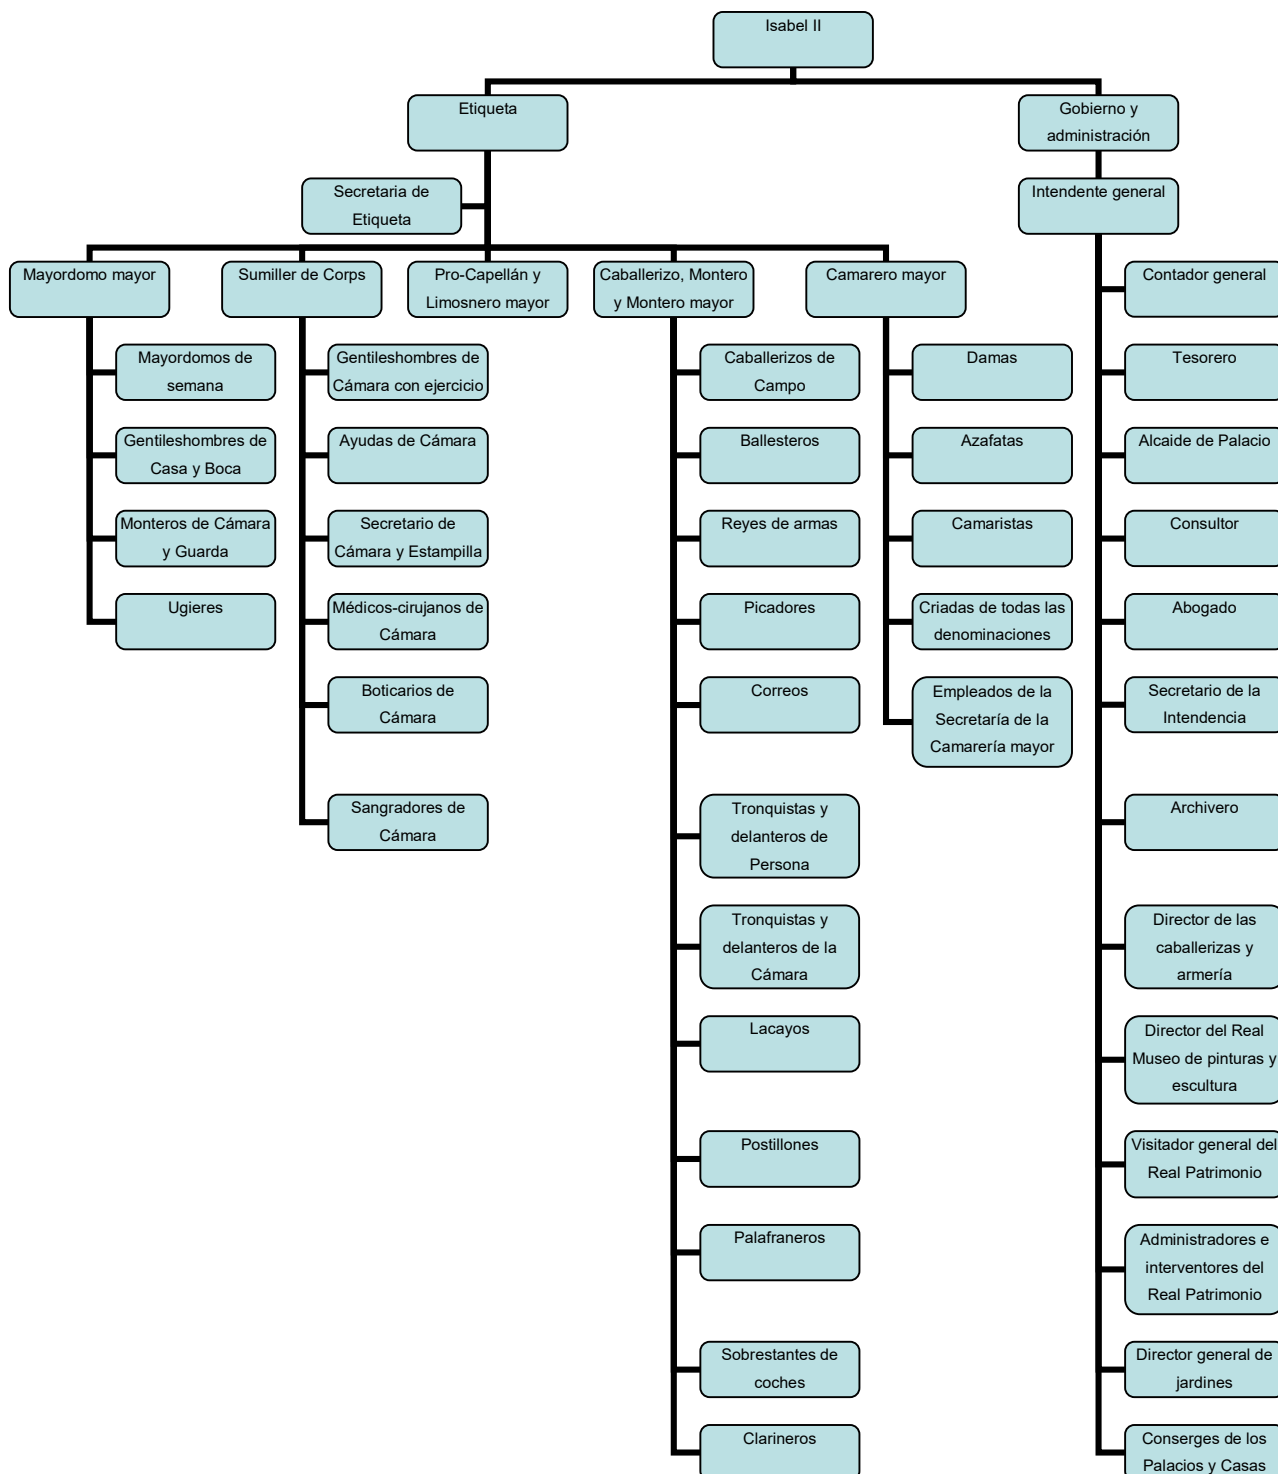 Isabel II
Etiqueta
Gobierno y
administración
Secretaria de
Etiqueta
Intendente general
Mayordomo mayor
Sumiller de Corps
Pro-Capellán y
Limosnero mayor
Caballerizo, Montero
y Montero mayor
Camarero mayor
Mayordomos de
semana
Gentileshombres de
Casa y Boca
Monteros de Cámara
y Guarda
Ugieres
Gentileshombres de
Cámara con ejercicio
Ayudas de Cámara
Secretario de
Cámara y Estampilla
Médicos-cirujanos de
Cámara
Boticarios de
Cámara
Sangradores de
Cámara
Caballerizos de
Campo
Ballesteros
Reyes de armas
Picadores
Correos
Tronquistas y
delanteros de
Persona
Tronquistas y
delanteros de la
Cámara
Lacayos
Postillones
Palafraneros
Sobrestantes de
coches
Clarineros
Damas
Azafatas
Camaristas
Criadas de todas las
denominaciones
Empleados de la
Secretaría de la
Camarería mayor
Contador general
Tesorero
Alcaide de Palacio
Consultor
Abogado
Secretario de la
Intendencia
Archivero
Director de las
caballerizas y
armería
Director del Real
Museo de pinturas y
escultura
Visitador general del
Real Patrimonio
Administradores e
interventores del
Real Patrimonio
Director general de
jardines
Conserges de los
Palacios y Casas